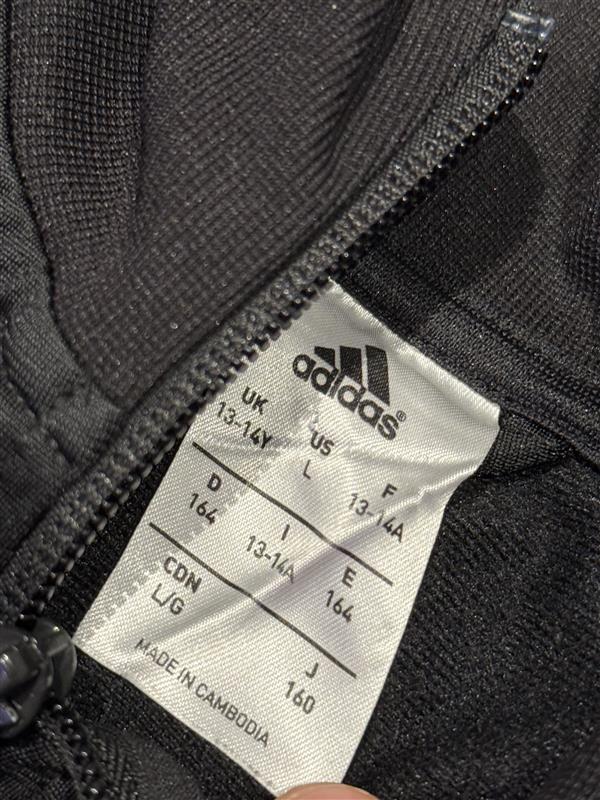 adidas®
UK US F
13-14Y L 13-14A
D I E
164 13-14A 164
CDN J
L/G 160
MADE IN CAMBODIA